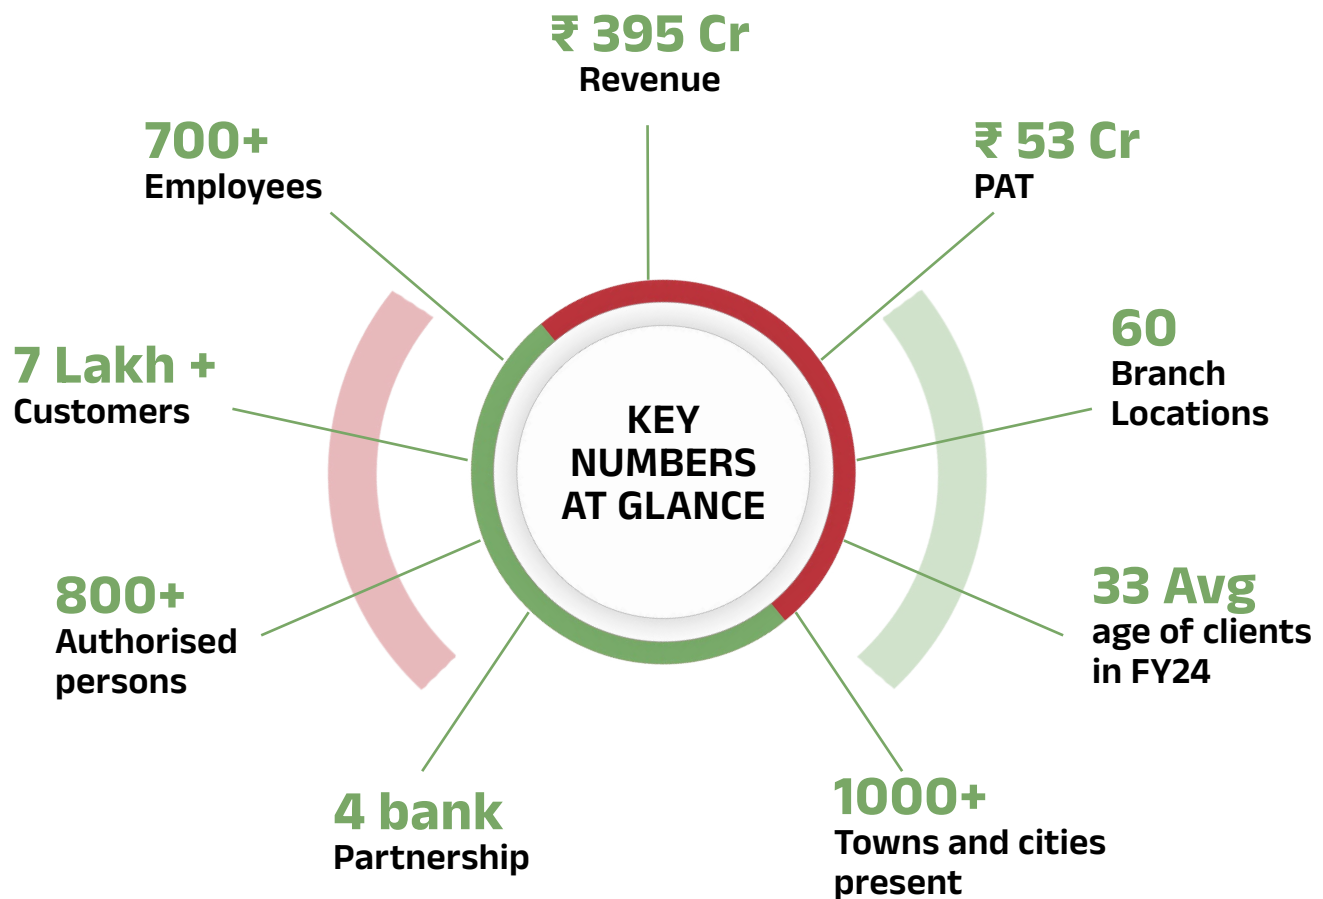 ₹ 395 Cr
Revenue
700+
Employees
₹ 53 Cr
PAT
7 Lakh +
Customers
60
Branch
Locations
KEY
NUMBERS
AT GLANCE
800+
Authorised
persons
33 Avg
age of clients
in FY24
4 bank
Partnership
1000+
Towns and cities
present